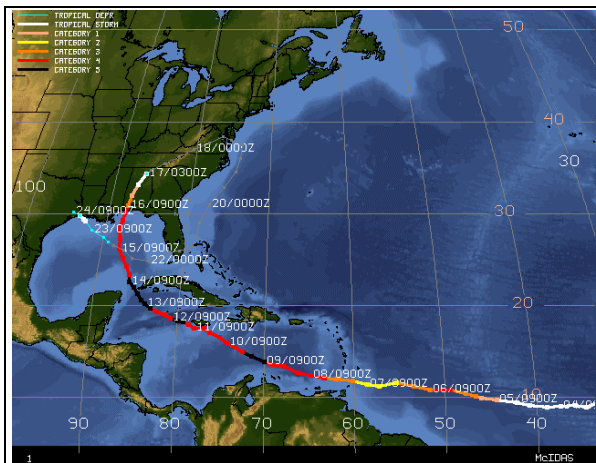 TROPICAL DEPR
TROPICAL STORM
CATEGORY 1
CATEGORY 2
CATEGORY 3
CATEGORY 4
CATEGORY 5
50
40
18/0000Z
30
17/0300Z
100
24/0900Z
16/0900Z
20/0000Z
30
23/0900Z
15/0900Z
22/0000Z
14/0900Z
13/0900Z
20
12/0900Z
11/0900Z
10/0900Z
09/0900Z
08/0900Z
07/0900Z
06/0900Z
05/0900Z
10
90
80
70
60
50
40
1
McIDAS